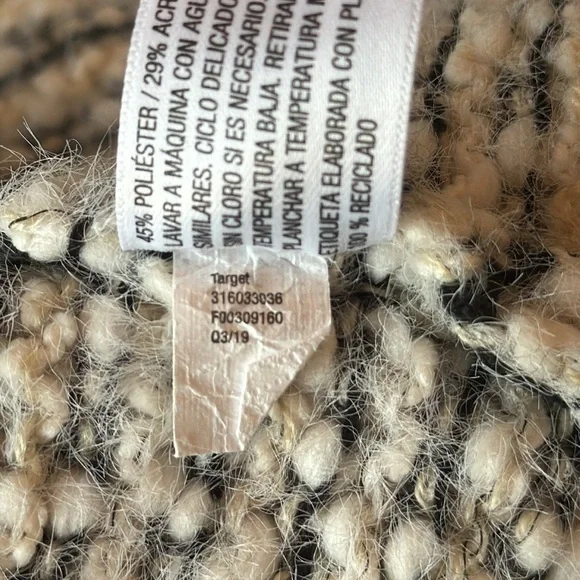 45% POLIÉSTER / 29% ACR
LAVAR A MÁQUINA CON AGU
SIMILARES. CICLO DELICADO
SIN CLORO SI ES NECESARIO.
TEMPERATURA BAJA. RETIRAR
PLANCHAR A TEMPERATURA M
ETIQUETA ELABORADA CON PL
100 % RECICLADO
Target
316033036
F00309160
Q3/19